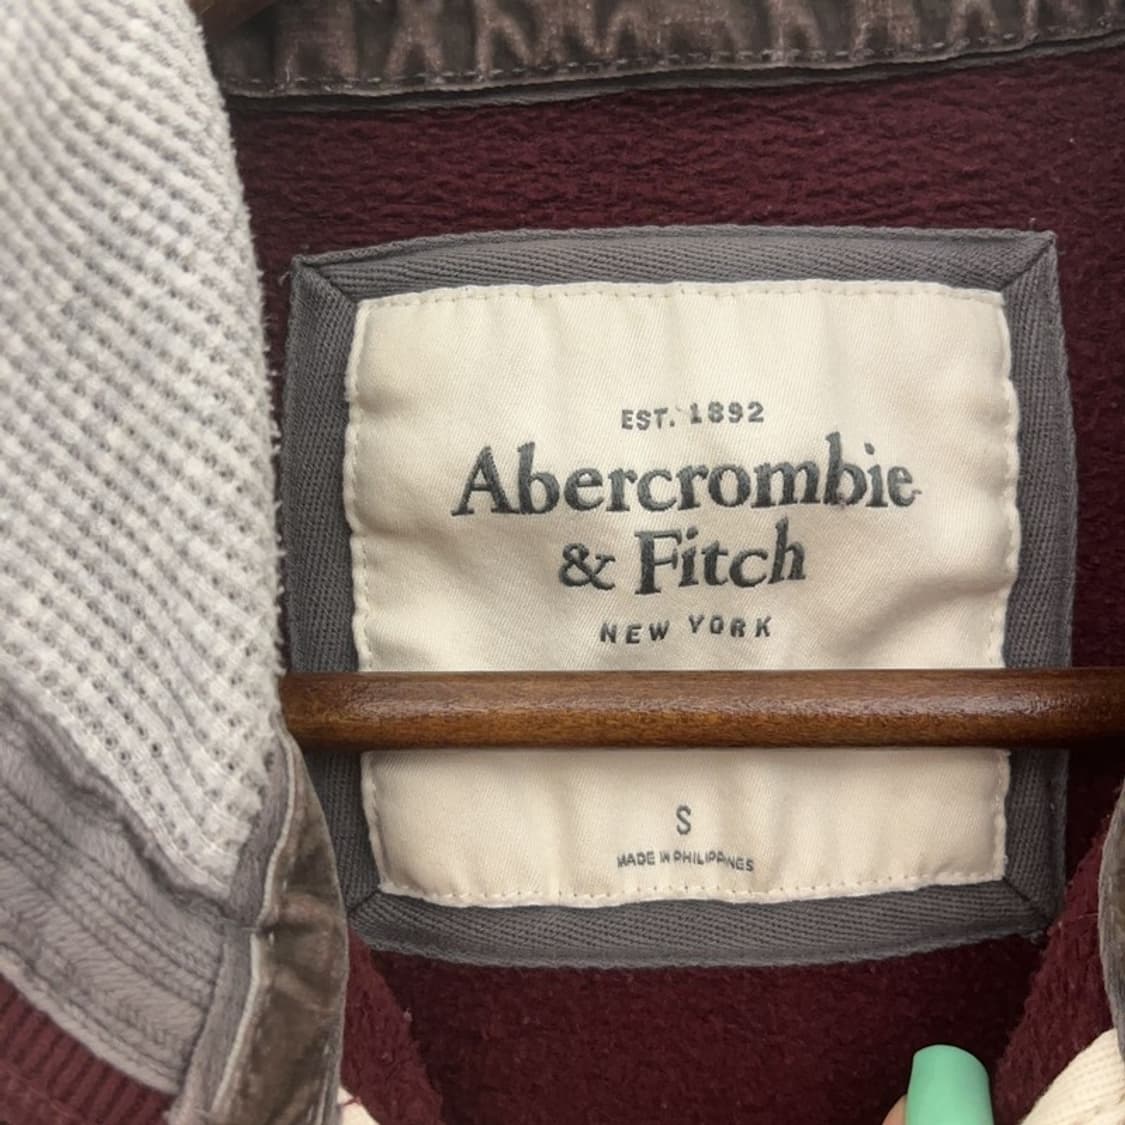 EST. 1892
Abercrombie
& Fitch
NEW YORK
S
MADE IN PHILIPPINES